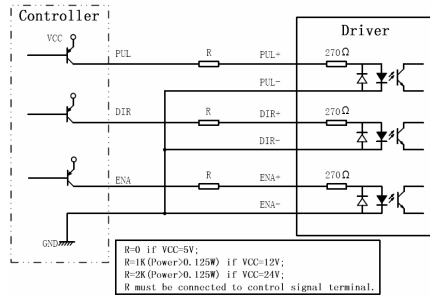 Controller
Driver
VCC
PUL
R
PUL+
270Ω
PUL-
DIR
R
DIR+
270Ω
DIR-
ENA
R
ENA+
270Ω
ENA-
GND
R=0 if VCC=5V;
R=1K(Power>0.125W) if VCC=12V;
R=2K(Power>0.125W) if VCC=24V;
R must be connected to control signal terminal.